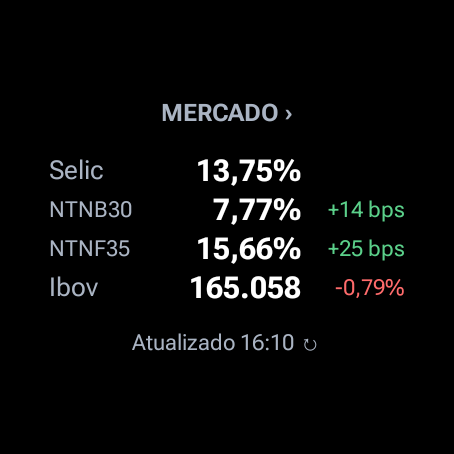 MERCADO ›
Selic 13,75%
NTNB30 7,77% +14 bps
NTNF35 15,66% +25 bps
Ibov 165.058 -0,79%
Atualizado 16:10 ↻